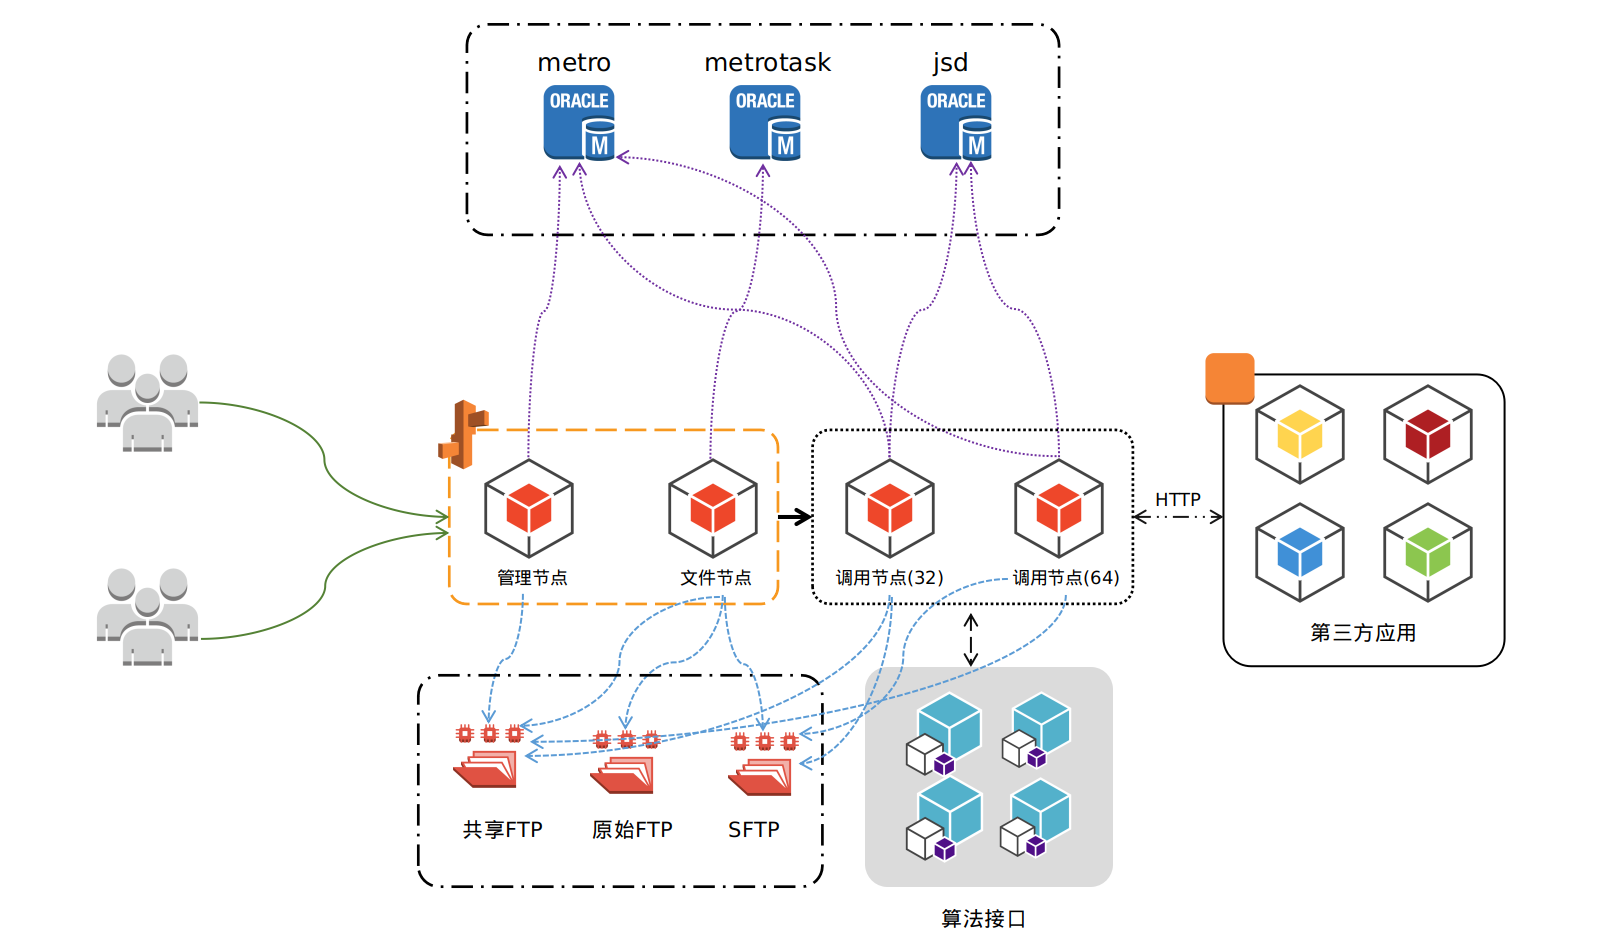 metro
metrotask
jsd
ORACLE
M
ORACLE
M
ORACLE
M
HTTP
管理节点
文件节点
调用节点(32)
调用节点(64)
第三方应用
共享FTP
原始FTP
SFTP
算法接口